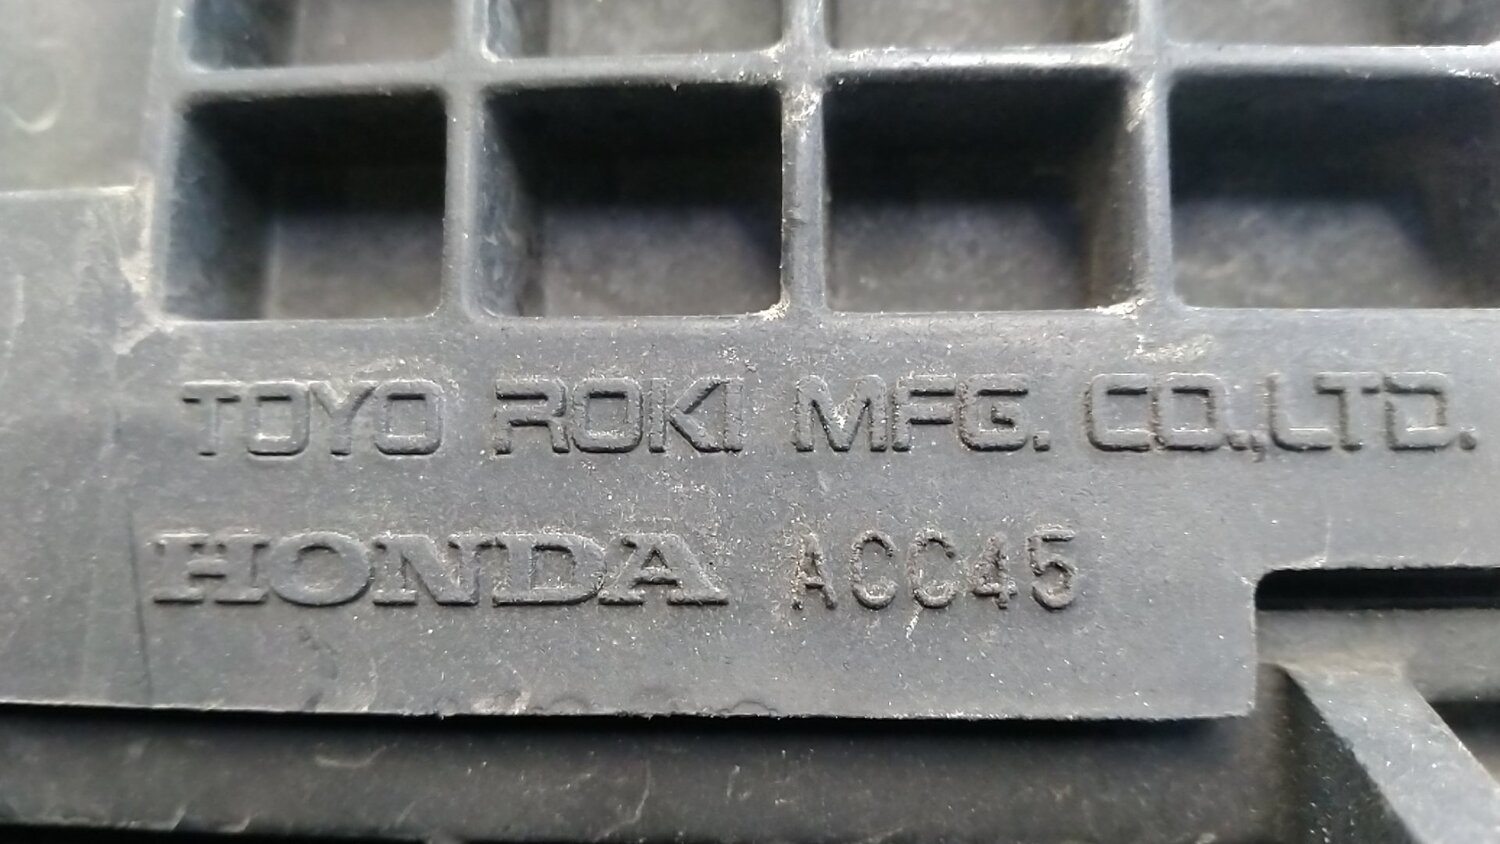 TOYO ROKI MFG. CO.,LTD.
HONDA ACC45